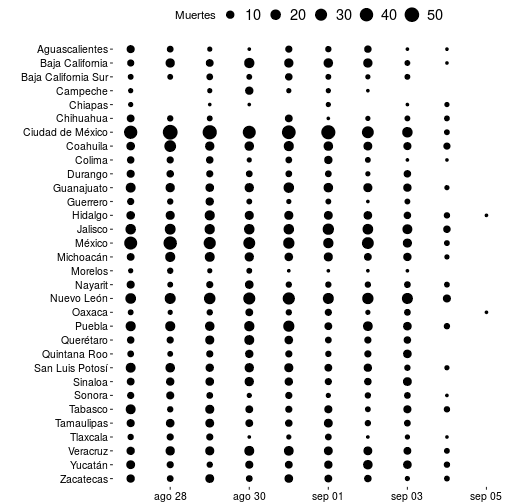 Muertes 10 20 30 40 50
Aguascalientes
Baja California
Baja California Sur
Campeche
Chiapas
Chihuahua
Ciudad de México
Coahuila
Colima
Durango
Guanajuato
Guerrero
Hidalgo
Jalisco
México
Michoacán
Morelos
Nayarit
Nuevo León
Oaxaca
Puebla
Querétaro
Quintana Roo
San Luis Potosí
Sinaloa
Sonora
Tabasco
Tamaulipas
Tlaxcala
Veracruz
Yucatán
Zacatecas
ago 28 ago 30 sep 01 sep 03 sep 05